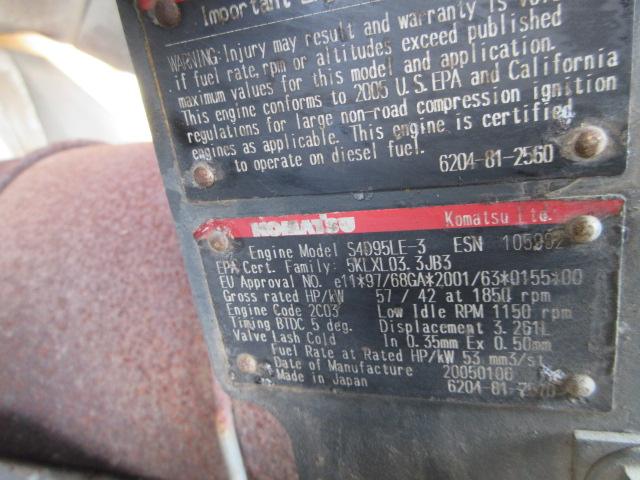 Important
WARNING: Injury may result and warranty is
if fuel rate, rpm or altitudes exceed published
maximum values for this model and application.
This engine conforms to 2005 U.S.EPA and California
regulations for large non-road compression ignition
engines as applicable. This engine is certified
to operate on diesel fuel.
6204-81-2560
KOMATSU Komatsu Ltd.
Engine Model S4D95LE-3 ESN
EPA Cert. Family: 5KLXL03.3JB3
EU Approval NO. e11*97/68GA*2001/63*0155*00
Gross rated HP/kW 57 / 42 at 1850 rpm
Engine Code 2C03 Low Idle RPM 1150 rpm
Timing BTDC 5 deg. Displacement 3.261L
Valve Lash Cold In 0.35mm Ex 0.50mm
Fuel Rate at Rated HP/kW 53 mm3/st
Date of Manufacture 20050106
Made in Japan